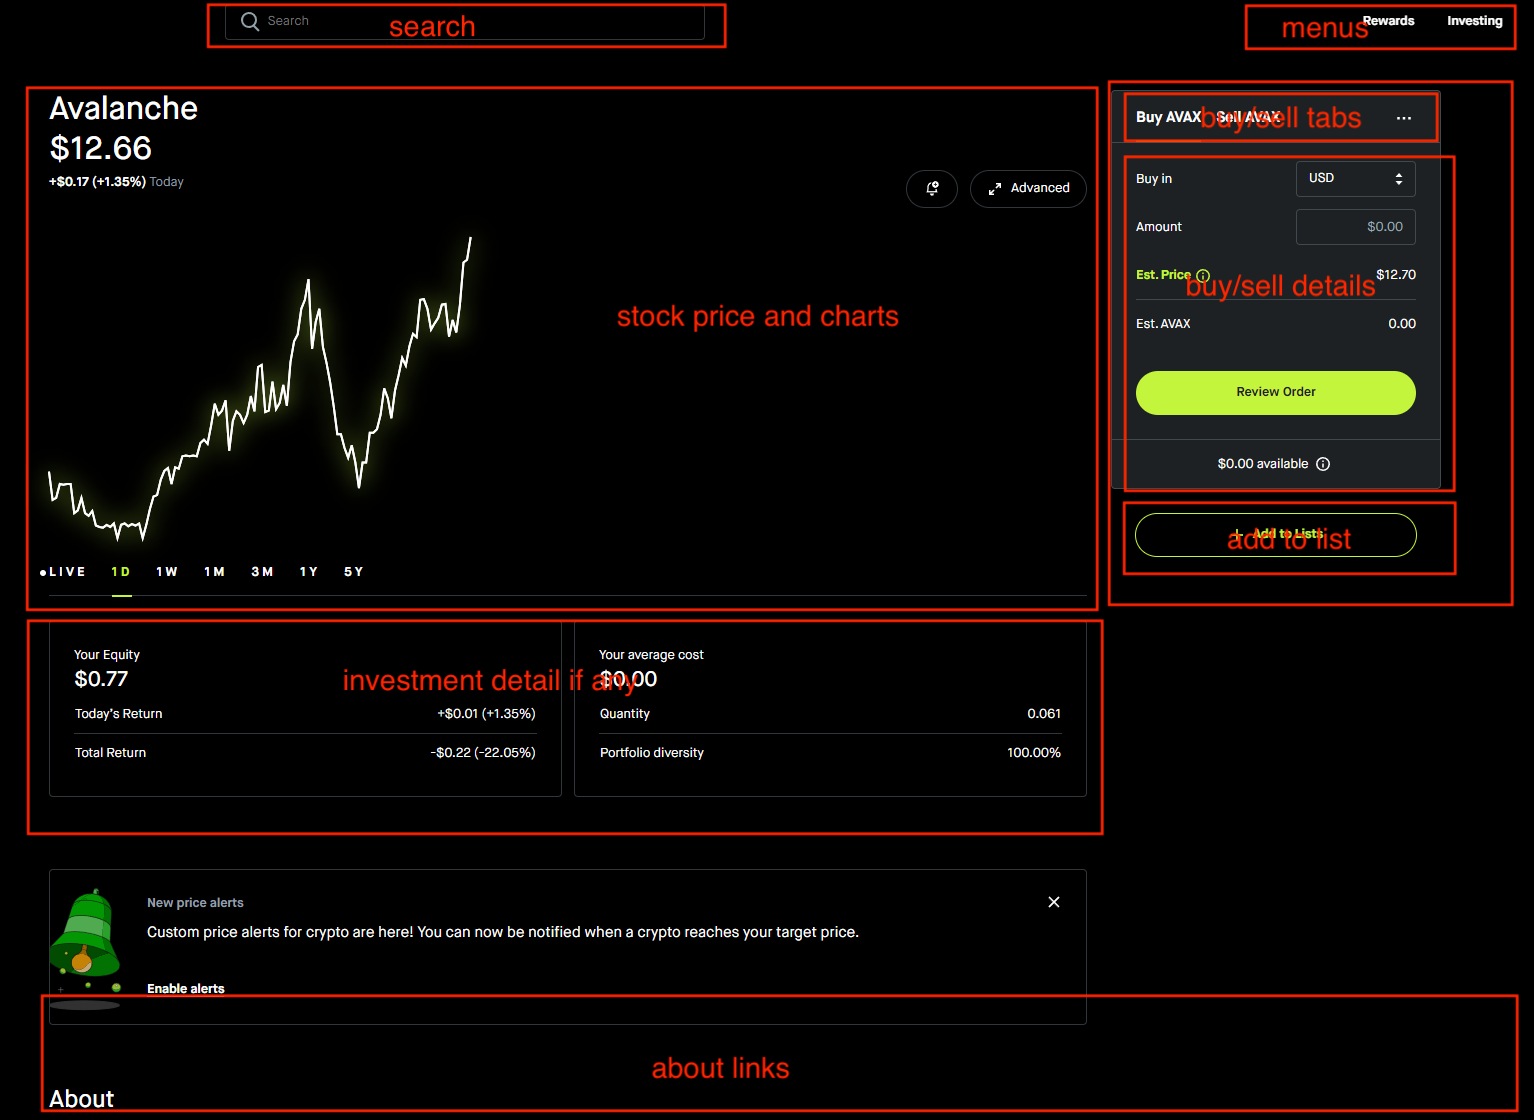 Search
search
menus
Rewards
Investing
Avalanche
$12.66
+$0.17 (+1.35%) Today
Advanced
stock price and charts
LIVE 1D 1W 1M 3M 1Y 5Y
Buy AVAX Sell AVAX
buy/sell tabs
Buy in USD
Amount $0.00
Est. Price $12.70
buy/sell details
Est. AVAX 0.00
Review Order
$0.00 available
+ Add to Lists
add to list
Your Equity
$0.77
investment detail if any
Today's Return +$0.01 (+1.35%)
Total Return -$0.22 (-22.05%)
Your average cost
$0.00
Quantity 0.061
Portfolio diversity 100.00%
New price alerts
Custom price alerts for crypto are here! You can now be notified when a crypto reaches your target price.
Enable alerts
about links
About